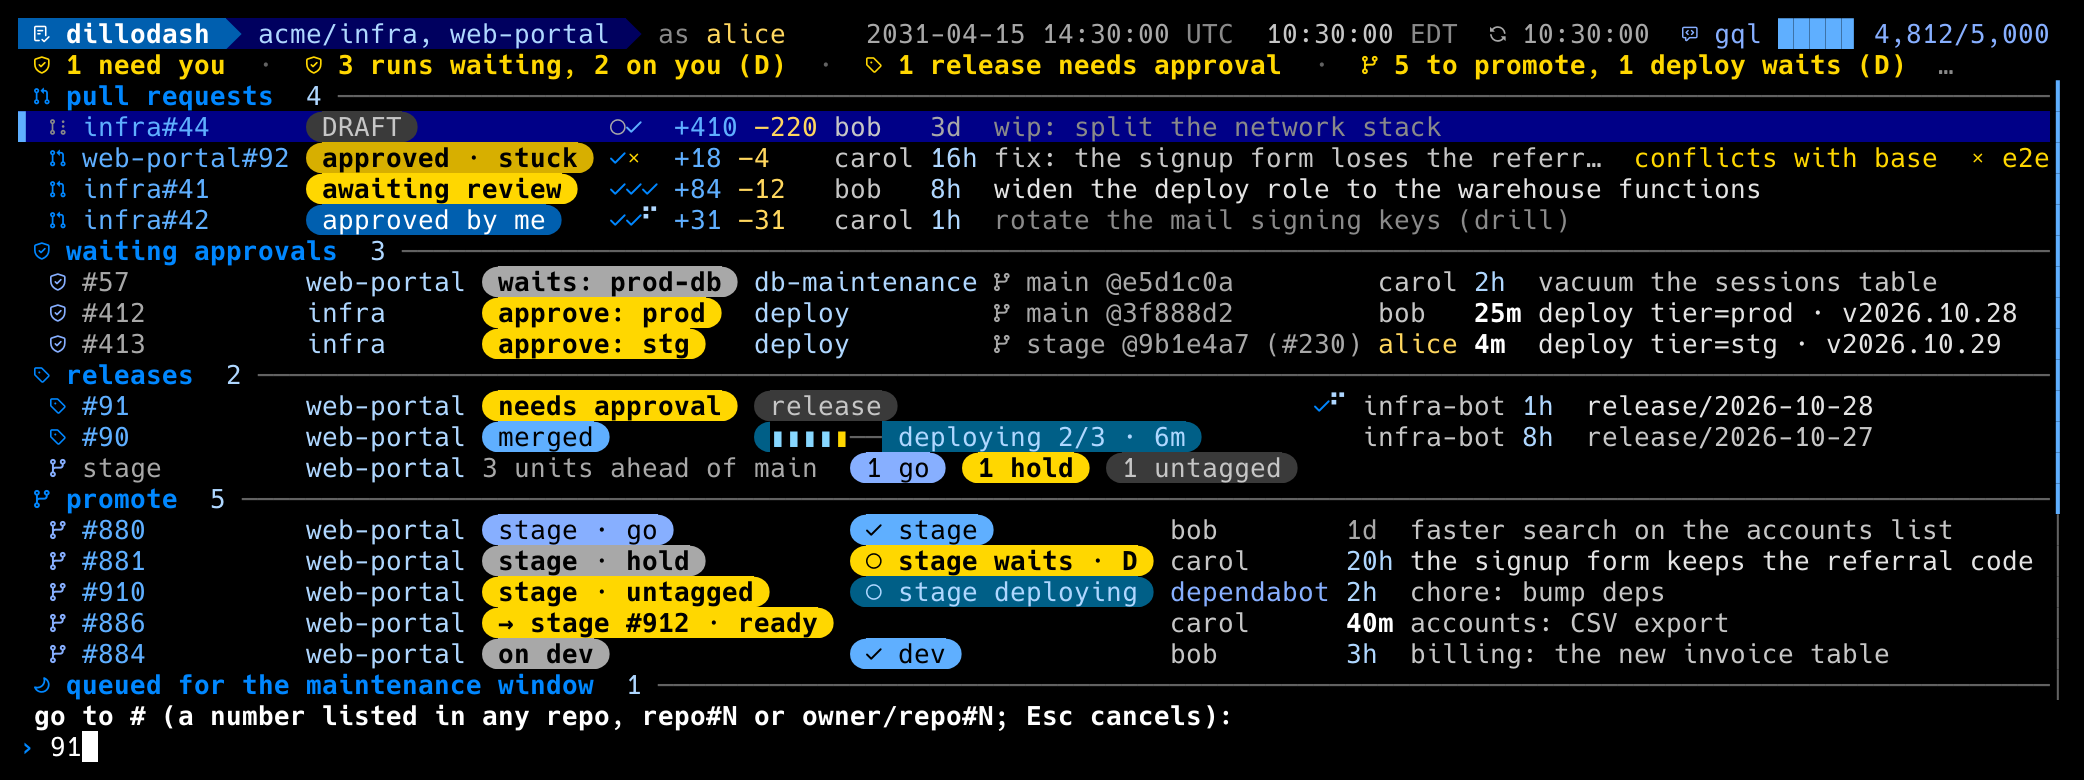 dillodash acme/infra, web-portal as alice 2031-04-15 14:30:00 UTC 10:30:00 EDT 10:30:00 gql 4,812/5,000
1 need you · 3 runs waiting, 2 on you (D) · 1 release needs approval · 5 to promote, 1 deploy waits (D) …
pull requests 4
infra#44 DRAFT ○✓ +410 −220 bob 3d wip: split the network stack
web-portal#92 approved · stuck ✓× +18 −4 carol 16h fix: the signup form loses the referr… conflicts with base × e2e
infra#41 awaiting review ✓✓✓ +84 −12 bob 8h widen the deploy role to the warehouse functions
infra#42 approved by me ✓✓ +31 −31 carol 1h rotate the mail signing keys (drill)
waiting approvals 3
#57 web-portal waits: prod-db db-maintenance main @e5d1c0a carol 2h vacuum the sessions table
#412 infra approve: prod deploy main @3f888d2 bob 25m deploy tier=prod · v2026.10.28
#413 infra approve: stg deploy stage @9b1e4a7 (#230) alice 4m deploy tier=stg · v2026.10.29
releases 2
#91 web-portal needs approval release ✓ infra-bot 1h release/2026-10-28
#90 web-portal merged deploying 2/3 · 6m infra-bot 8h release/2026-10-27
stage web-portal 3 units ahead of main 1 go 1 hold 1 untagged
promote 5
#880 web-portal stage · go ✓ stage bob 1d faster search on the accounts list
#881 web-portal stage · hold ○ stage waits · D carol 20h the signup form keeps the referral code
#910 web-portal stage · untagged ○ stage deploying dependabot 2h chore: bump deps
#886 web-portal → stage #912 · ready carol 40m accounts: CSV export
#884 web-portal on dev ✓ dev bob 3h billing: the new invoice table
queued for the maintenance window 1
go to # (a number listed in any repo, repo#N or owner/repo#N; Esc cancels):
› 91